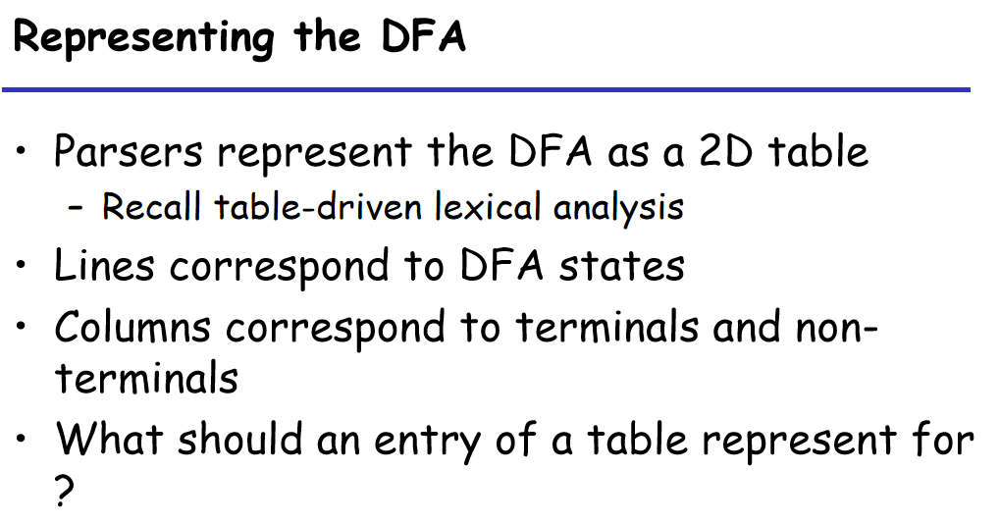 Representing the DFA
• Parsers represent the DFA as a 2D table
– Recall table-driven lexical analysis
• Lines correspond to DFA states
• Columns correspond to terminals and non-
terminals
• What should an entry of a table represent for
?